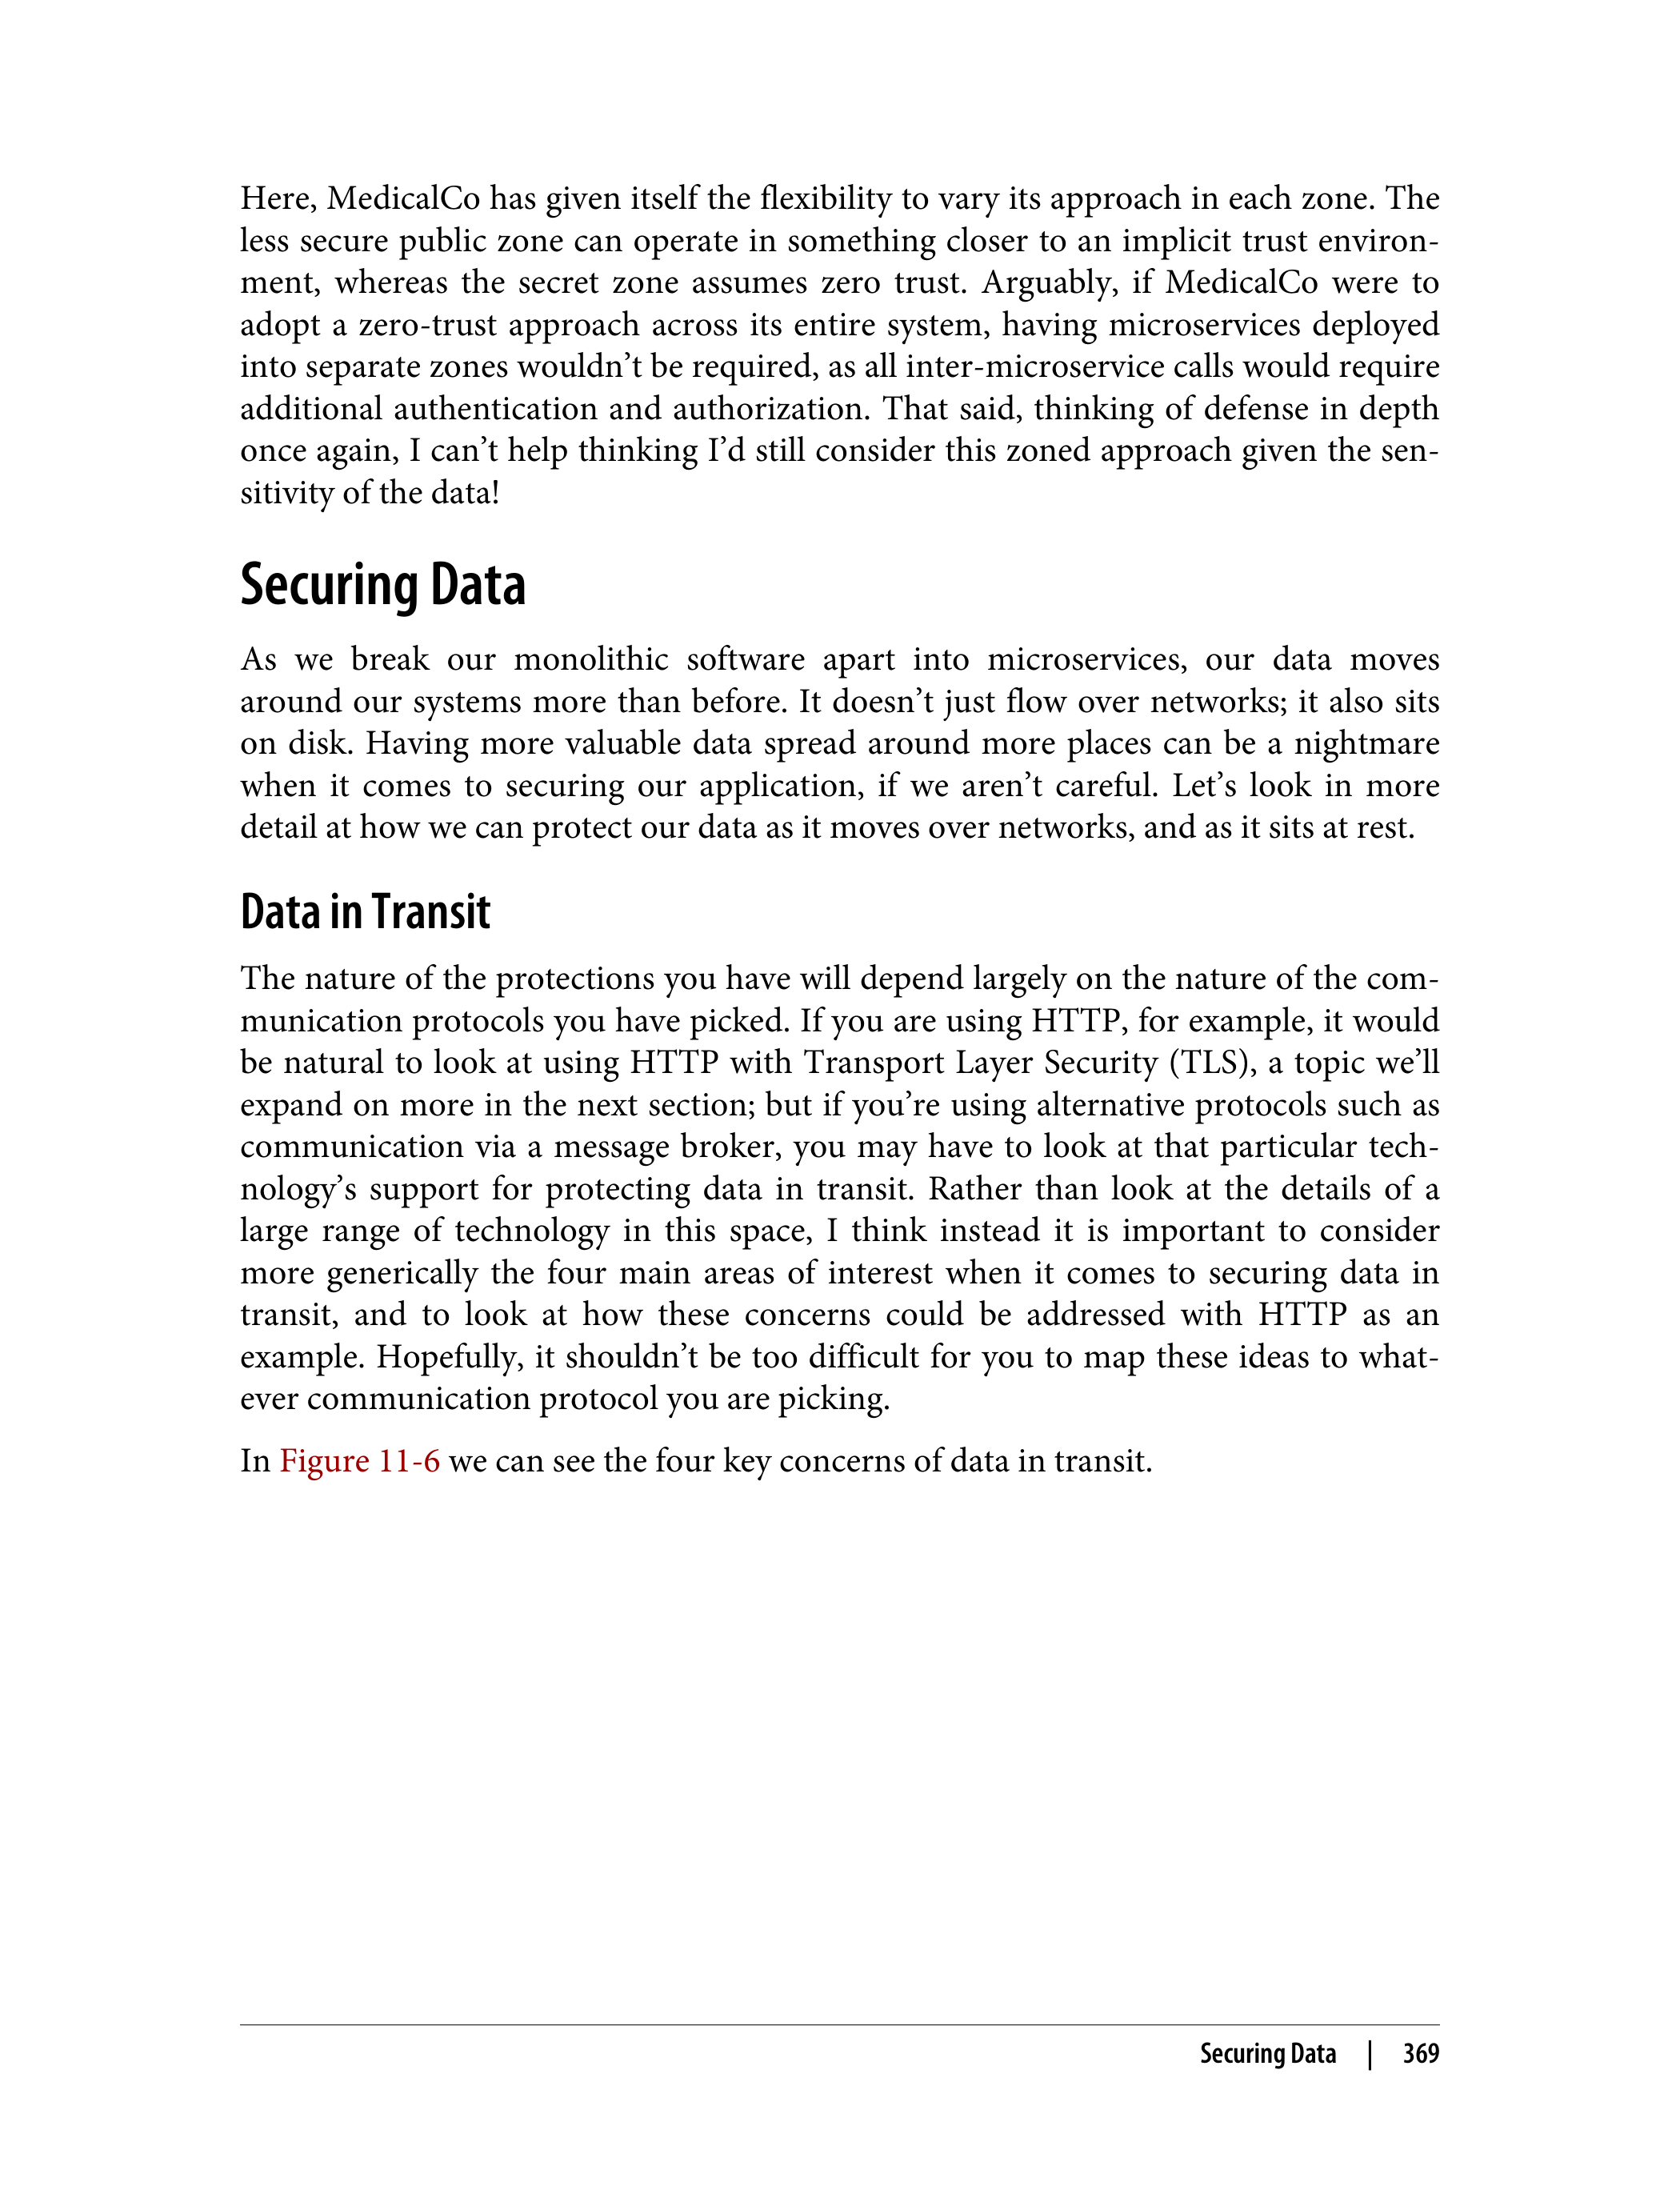 Here, MedicalCo has given itself the flexibility to vary its approach in each zone. The
less secure public zone can operate in something closer to an implicit trust environ-
ment, whereas the secret zone assumes zero trust. Arguably, if MedicalCo were to
adopt a zero-trust approach across its entire system, having microservices deployed
into separate zones wouldn’t be required, as all inter-microservice calls would require
additional authentication and authorization. That said, thinking of defense in depth
once again, I can’t help thinking I’d still consider this zoned approach given the sen-
sitivity of the data!
Securing Data
As we break our monolithic software apart into microservices, our data moves
around our systems more than before. It doesn’t just flow over networks; it also sits
on disk. Having more valuable data spread around more places can be a nightmare
when it comes to securing our application, if we aren’t careful. Let’s look in more
detail at how we can protect our data as it moves over networks, and as it sits at rest.
Data in Transit
The nature of the protections you have will depend largely on the nature of the com-
munication protocols you have picked. If you are using HTTP, for example, it would
be natural to look at using HTTP with Transport Layer Security (TLS), a topic we’ll
expand on more in the next section; but if you’re using alternative protocols such as
communication via a message broker, you may have to look at that particular tech-
nology’s support for protecting data in transit. Rather than look at the details of a
large range of technology in this space, I think instead it is important to consider
more generically the four main areas of interest when it comes to securing data in
transit, and to look at how these concerns could be addressed with HTTP as an
example. Hopefully, it shouldn’t be too difficult for you to map these ideas to what-
ever communication protocol you are picking.
In Figure 11-6 we can see the four key concerns of data in transit.
Securing Data | 369